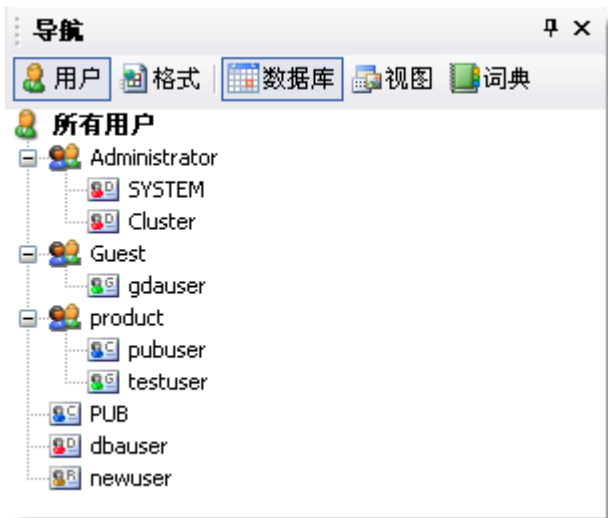 导航
用户 格式 数据库 视图 词典
所有用户
Administrator
SYSTEM
Cluster
Guest
gdauser
product
pubuser
testuser
PUB
dbauser
newuser